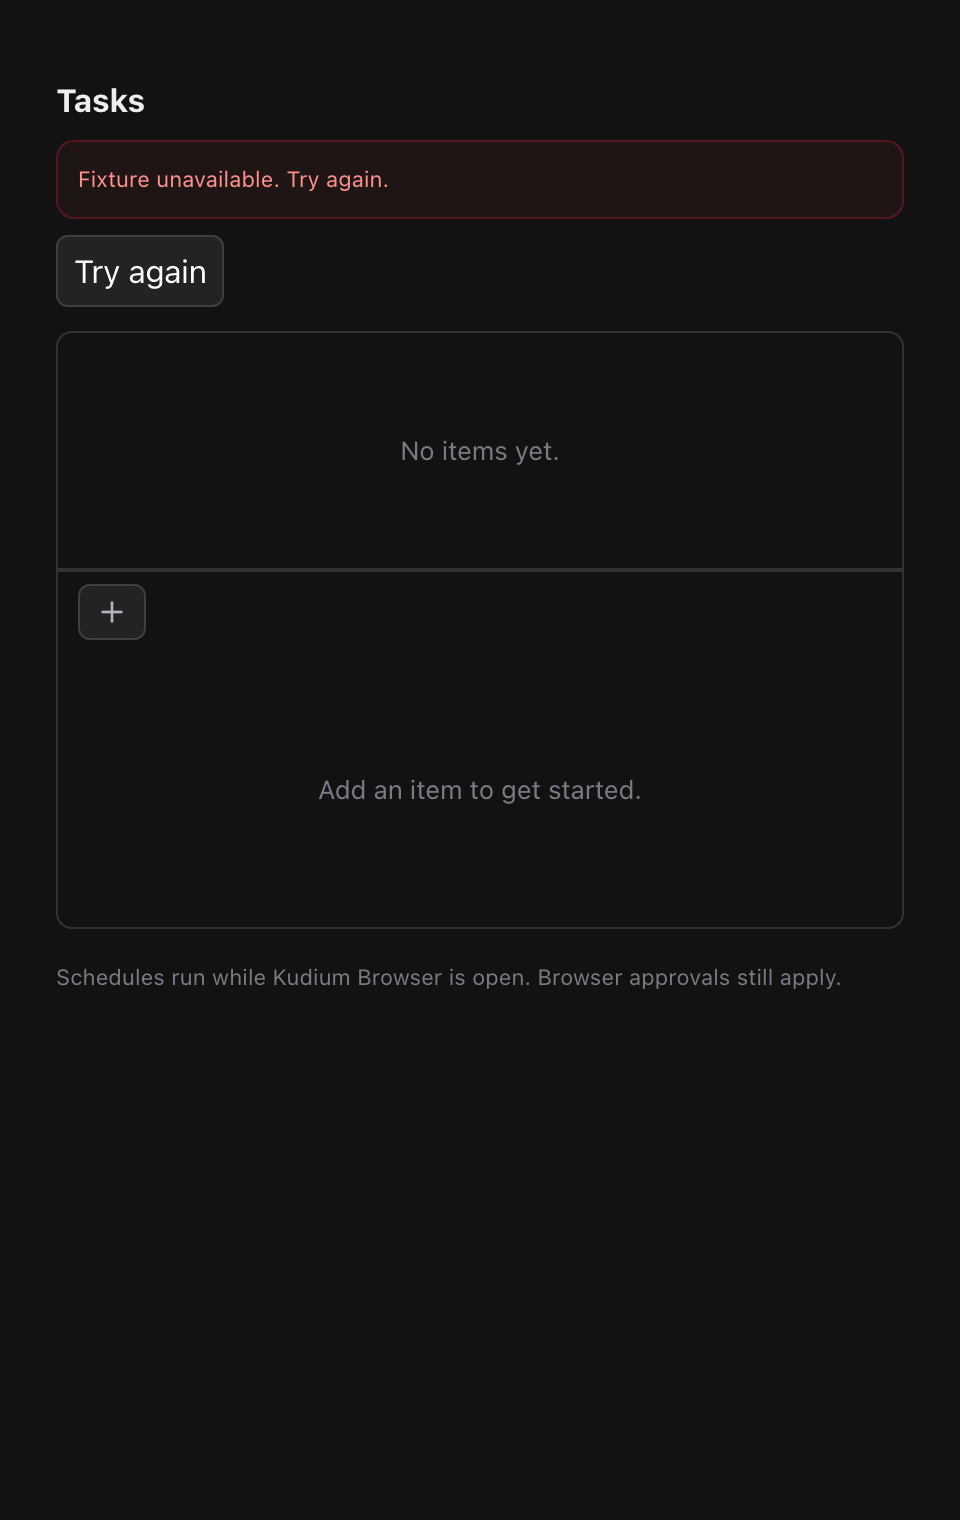 Tasks
Fixture unavailable. Try again.
Try again
No items yet.
Add an item to get started.
Schedules run while Kudium Browser is open. Browser approvals still apply.